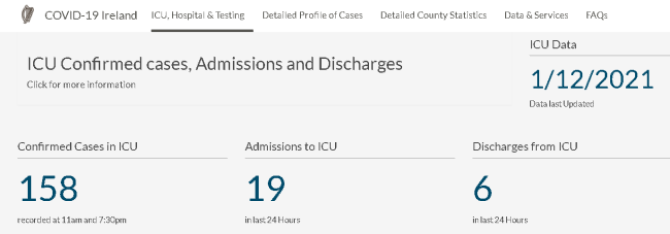 COVID-19 Ireland ICU, Hospital & Testing Detailed Profile of Cases Detailed County Statistics Data & Services FAQs
ICU Data
ICU Confirmed cases, Admissions and Discharges
Click for more information
1/12/2021
Data last Updated
Confirmed Cases in ICU Admissions to ICU Discharges from ICU
158 19 6
recorded at 11am and 7:30pm in last 24 Hours in last 24 Hours